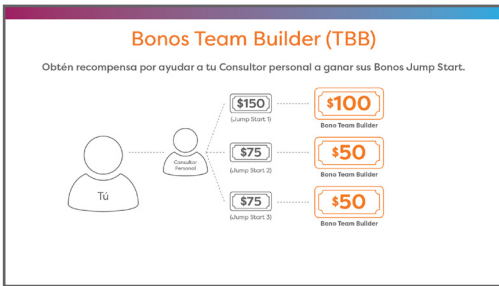 Bonos Team Builder (TBB)
Obtén recompensa por ayudar a tu Consultor personal a ganar sus Bonos Jump Start.
$150
(Jump Start 1)
$100
Bono Team Builder
Tú
Consultor
Personal
$75
(Jump Start 2)
$50
Bono Team Builder
$75
(Jump Start 3)
$50
Bono Team Builder